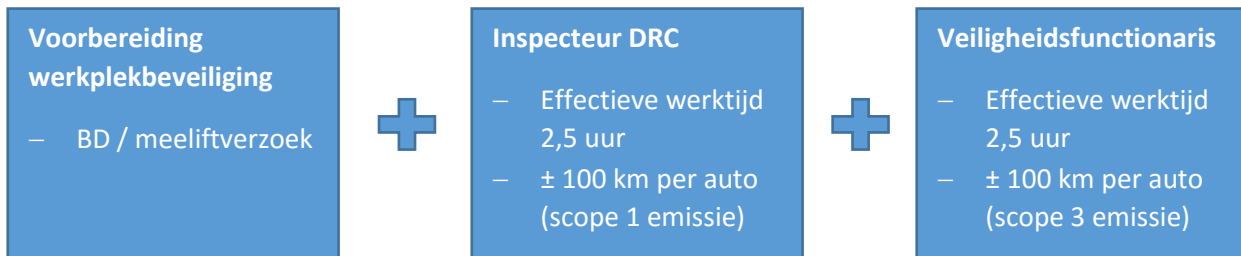 Voorbereiding
werkplekbeveiliging
– BD / meeliftverzoek
Inspecteur DRC
– Effectieve werktijd
2,5 uur
– ± 100 km per auto
(scope 1 emissie)
Veiligheidsfunctionaris
– Effectieve werktijd
2,5 uur
– ± 100 km per auto
(scope 3 emissie)